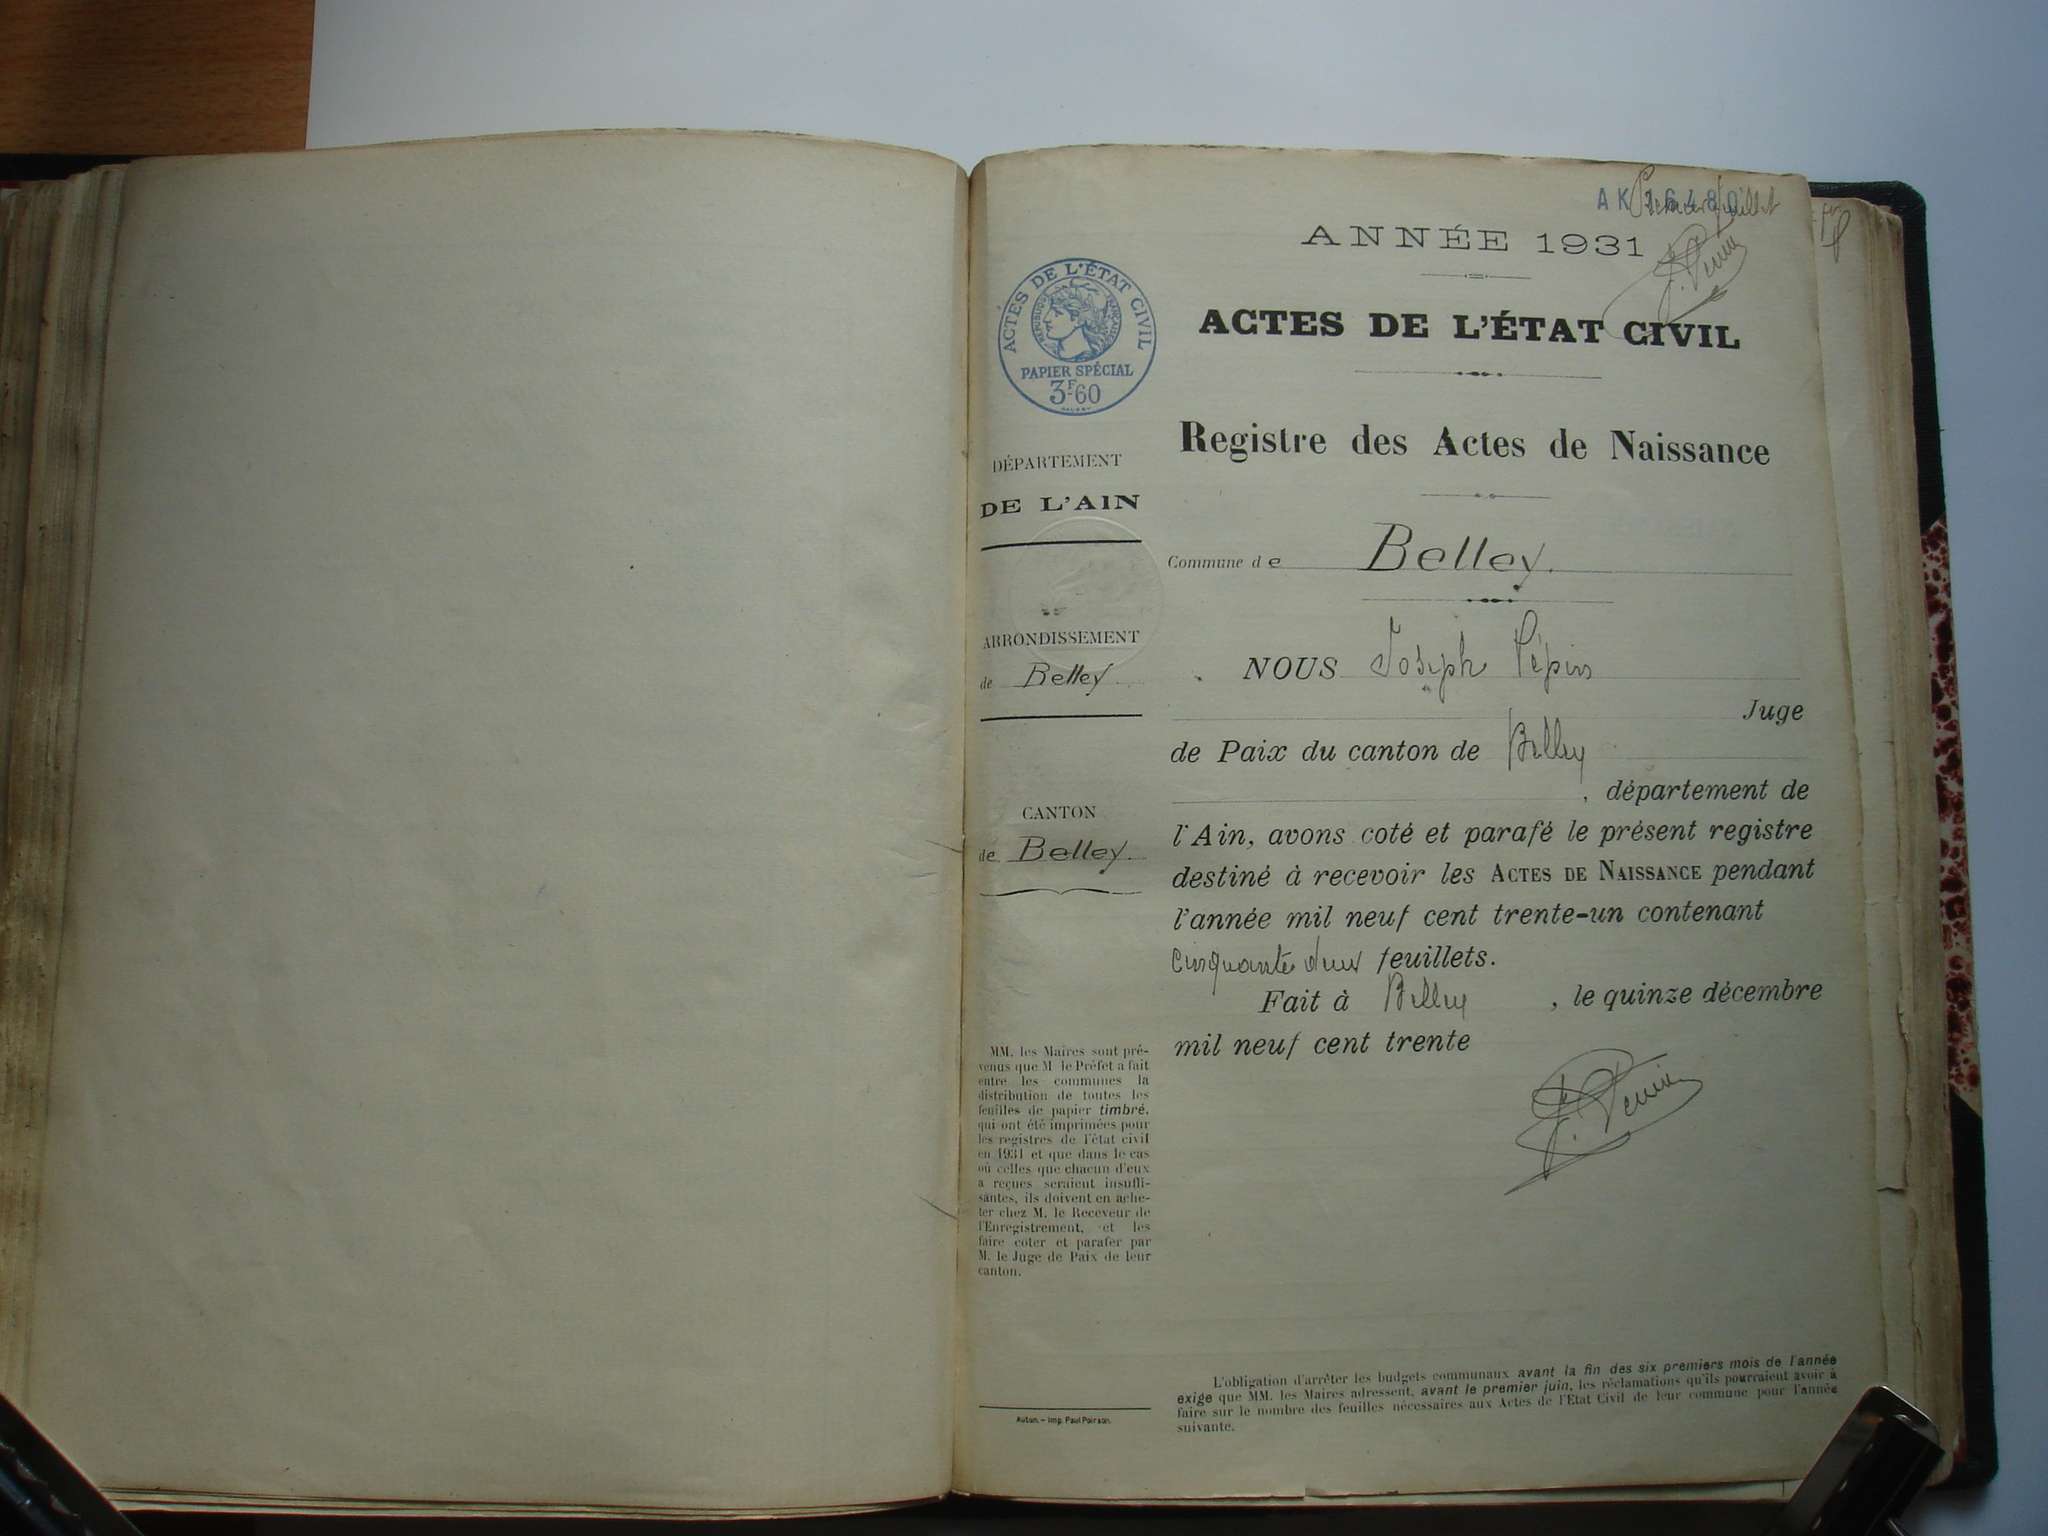 AK 16480
Premier feuillet
ANNÉE 1931
J. Pépin
ACTES DE L'ÉTAT CIVIL
RÉPUBLIQUE FRANÇAISE
PAPIER SPÉCIAL
3F60
ACTES DE L'ÉTAT CIVIL
Registre des Actes de Naissance
DÉPARTEMENT
DE L'AIN
Commune de Belley.
ARRONDISSEMENT
de Belley.
CANTON
de Belley.
NOUS Joseph Pépin
Juge
de Paix du canton de Belley
, département de
l'Ain, avons coté et parafé le présent registre
destiné à recevoir les ACTES DE NAISSANCE pendant
l'année mil neuf cent trente-un contenant
cinquante deux feuillets.
Fait à Belley, le quinze décembre
mil neuf cent trente
J. Pépin
MM. les Maires sont pré-
venus que M le Préfet a fait
entre les communes la
distribution de toutes les
feuilles de papier timbré,
qui ont été imprimées pour
les registres de l'état civil
en 1931 et que dans le cas
où celles que chacun d'eux
a reçues seraient insuffi-
santes, ils doivent en ache-
ter chez M. le Receveur de
l'Enregistrement, et les
faire coter et parafer par
M. le Juge de Paix de leur
canton.
Autun. – Imp. Paul Poirson.
L'obligation d'arrêter les budgets communaux avant la fin des six premiers mois de l'année
exige que MM. les Maires adressent, avant le premier juin, les réclamations qu'ils pourraient avoir à
faire sur le nombre des feuilles nécessaires aux Actes de l'Etat Civil de leur commune pour l'année
suivante.